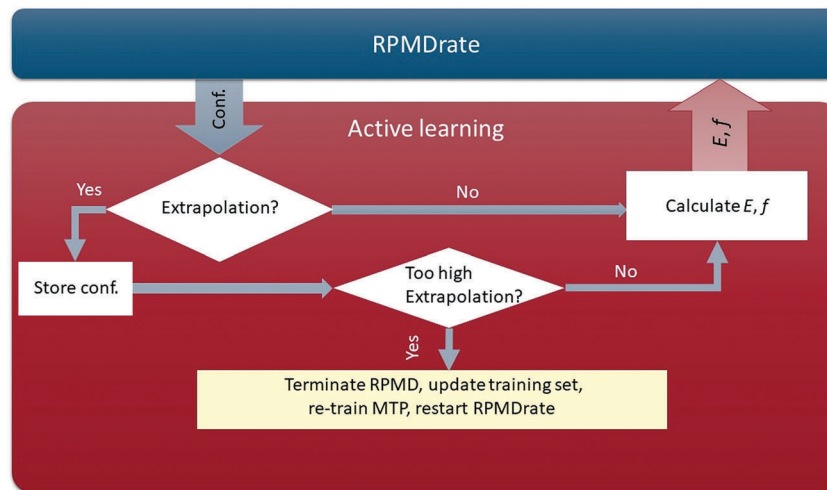 RPMDrate
Conf.
Active learning
E, f
Yes
Extrapolation?
No
Calculate E, f
Store conf.
Too high
Extrapolation?
No
Yes
Terminate RPMD, update training set,
re-train MTP, restart RPMDrate